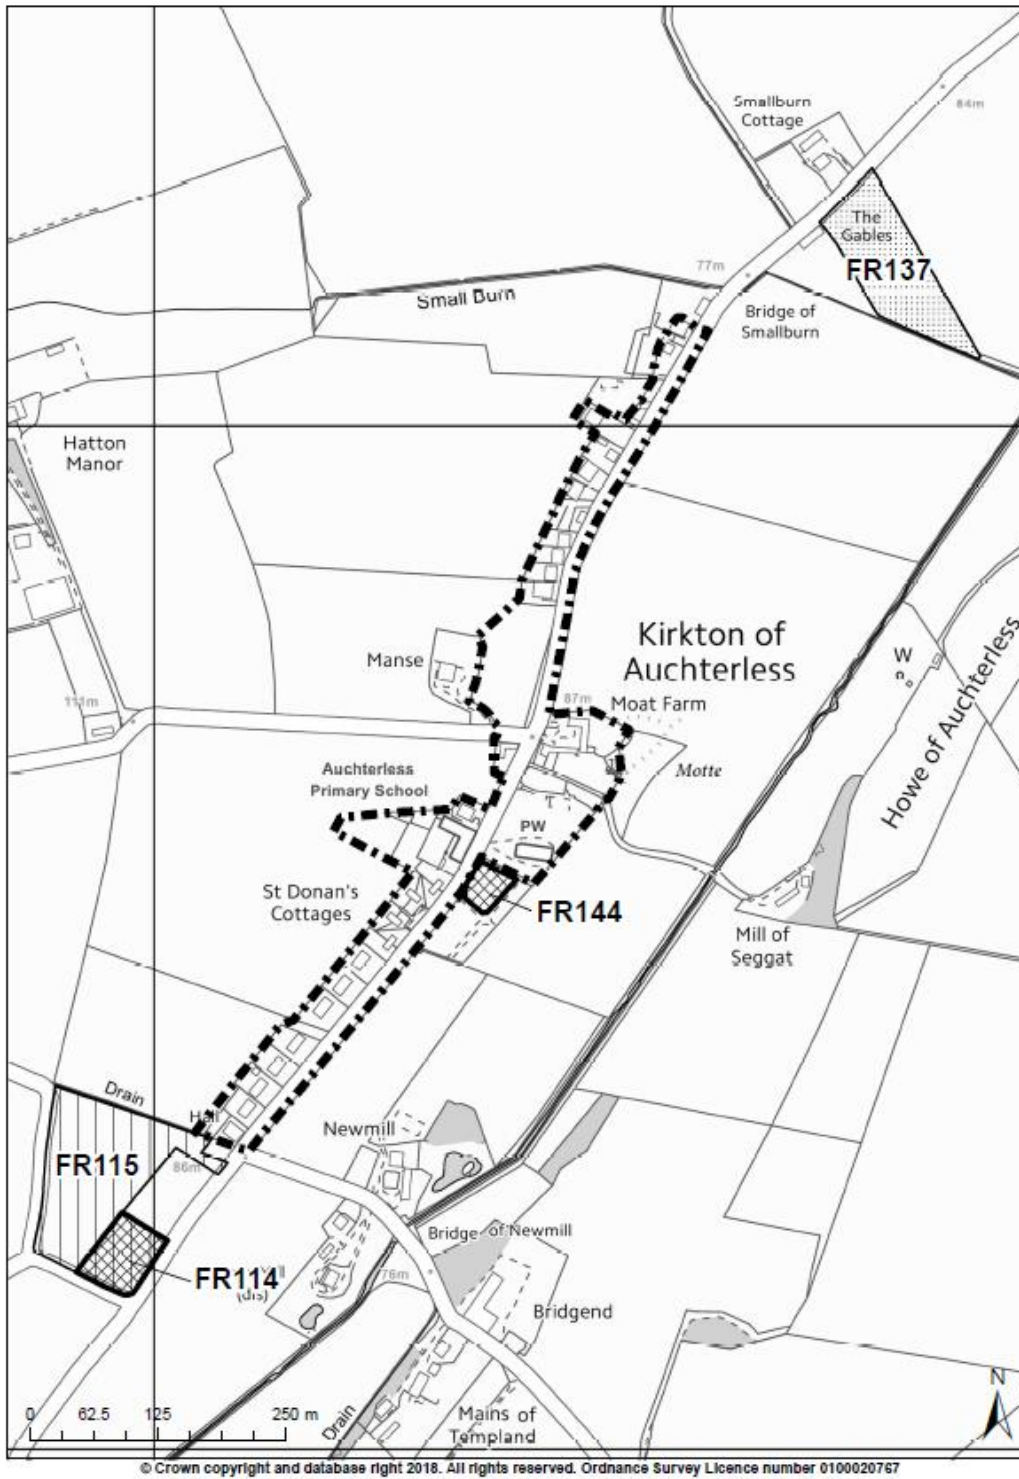 Smallburn
Cottage
84m
The
Gables
FR137
77m
Small Burn
Bridge of
Smallburn
Hatton
Manor
Kirkton of
Auchterless
Manse
W
87m
Moat Farm
111m
Howe of Auchterless
Auchterless
Primary School
Motte
T
PW
St Donan's
Cottages
FR144
Mill of
Seggat
Drain
Hall
Newmill
FR115
86m
Bridge of Newmill
FR114
(dis)
76m
Bridgend
N
0 62.5 125 250 m
Drain
Mains of
Templand
© Crown copyright and database right 2018. All rights reserved. Ordnance Survey Licence number 0100020767